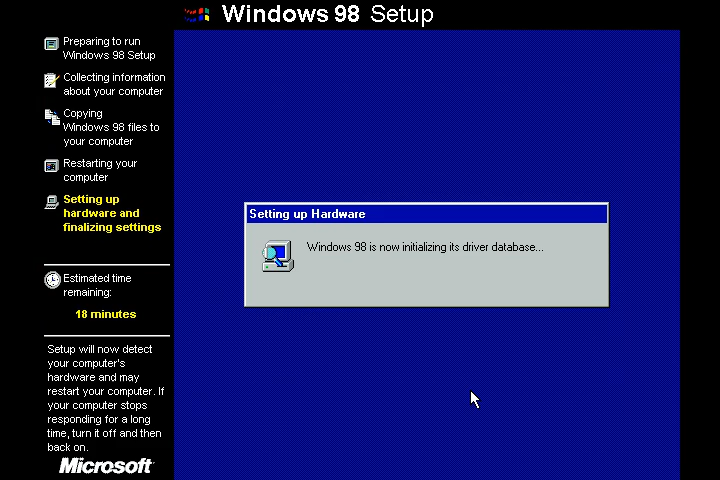 Windows 98 Setup
Preparing to run
Windows 98 Setup
Collecting information
about your computer
Copying
Windows 98 files to
your computer
Restarting your
computer
Setting up
hardware and
finalizing settings
Estimated time
remaining:
18 minutes
Setup will now detect
your computer's
hardware and may
restart your computer. If
your computer stops
responding for a long
time, turn it off and then
back on.
Microsoft
Setting up Hardware
Windows 98 is now initializing its driver database...